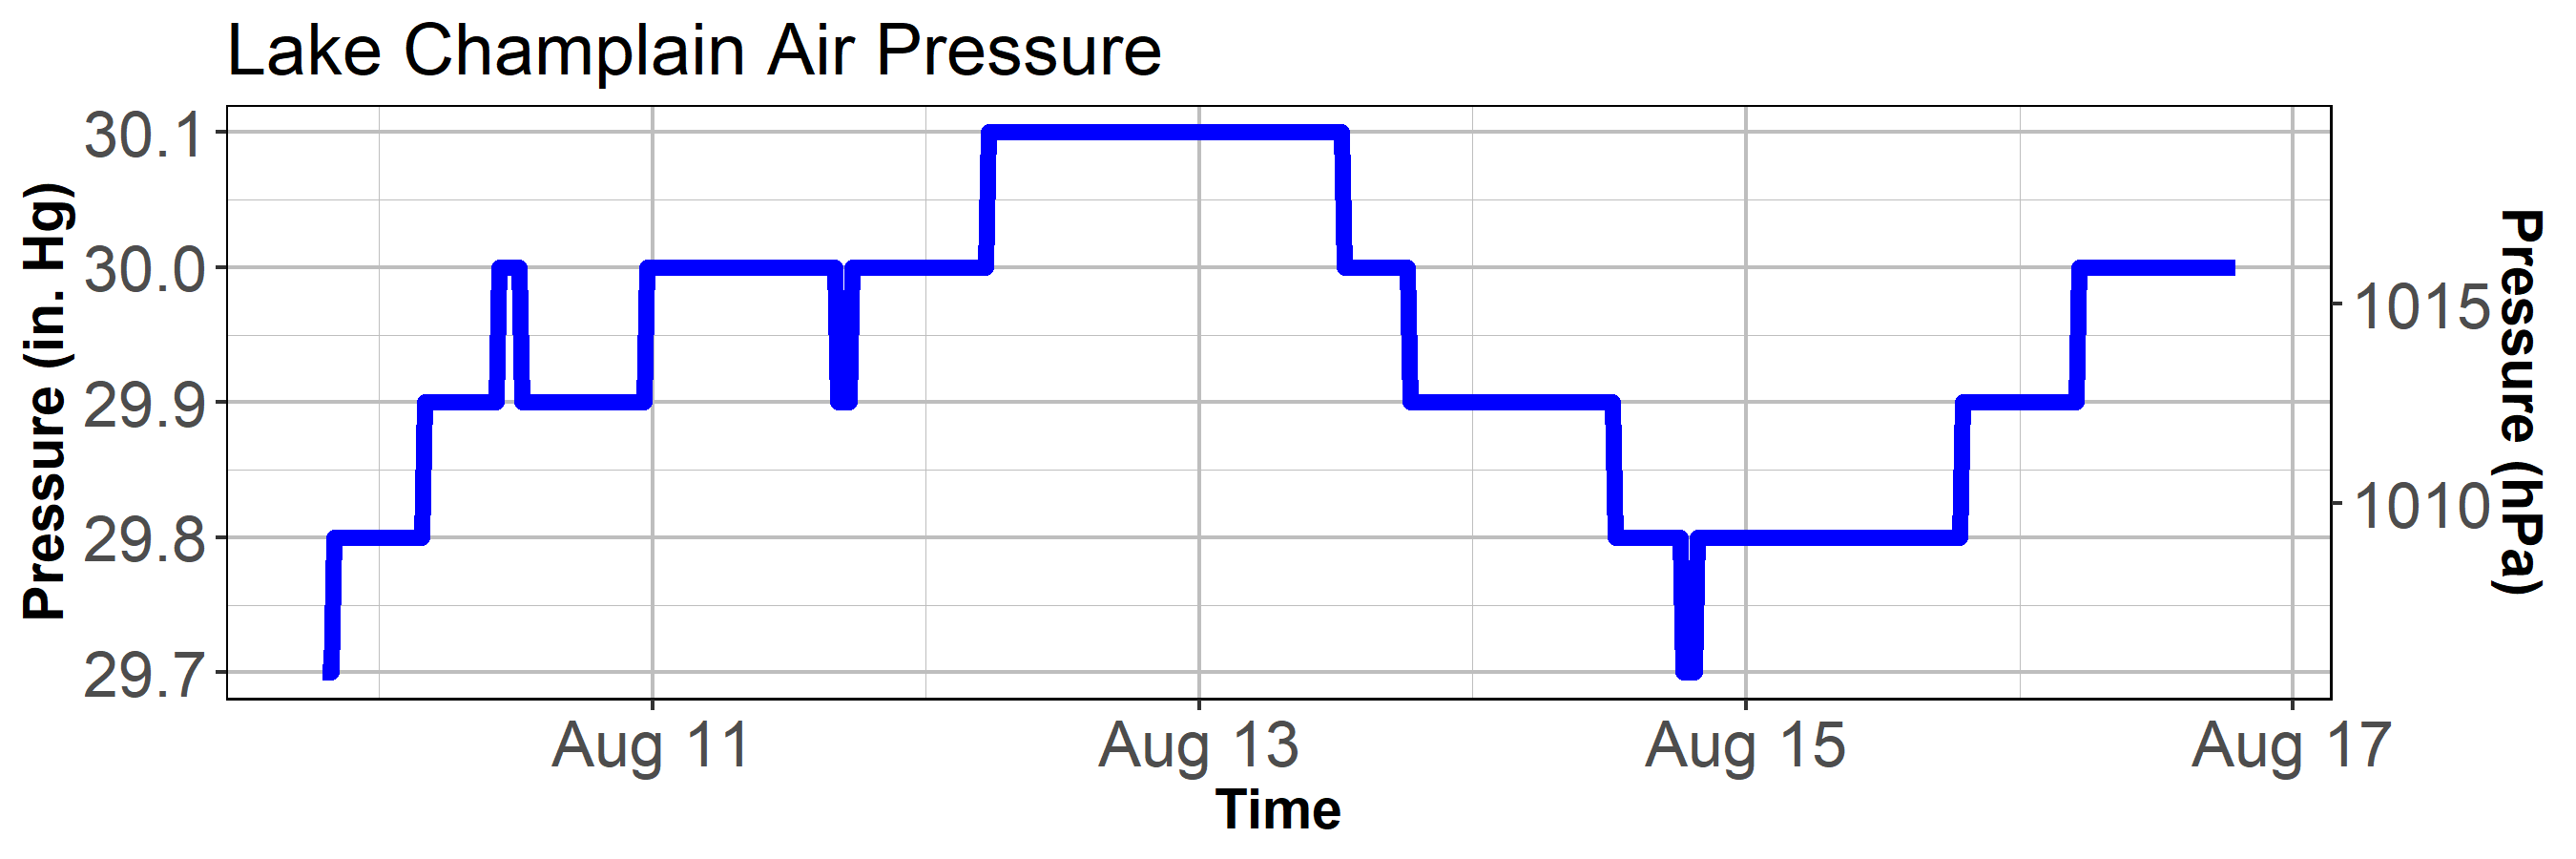 Lake Champlain Air Pressure
Pressure (in. Hg)
30.1
30.0
29.9
29.8
29.7
1015
1010
Pressure (hPa)
Aug 11 Aug 13 Aug 15 Aug 17
Time